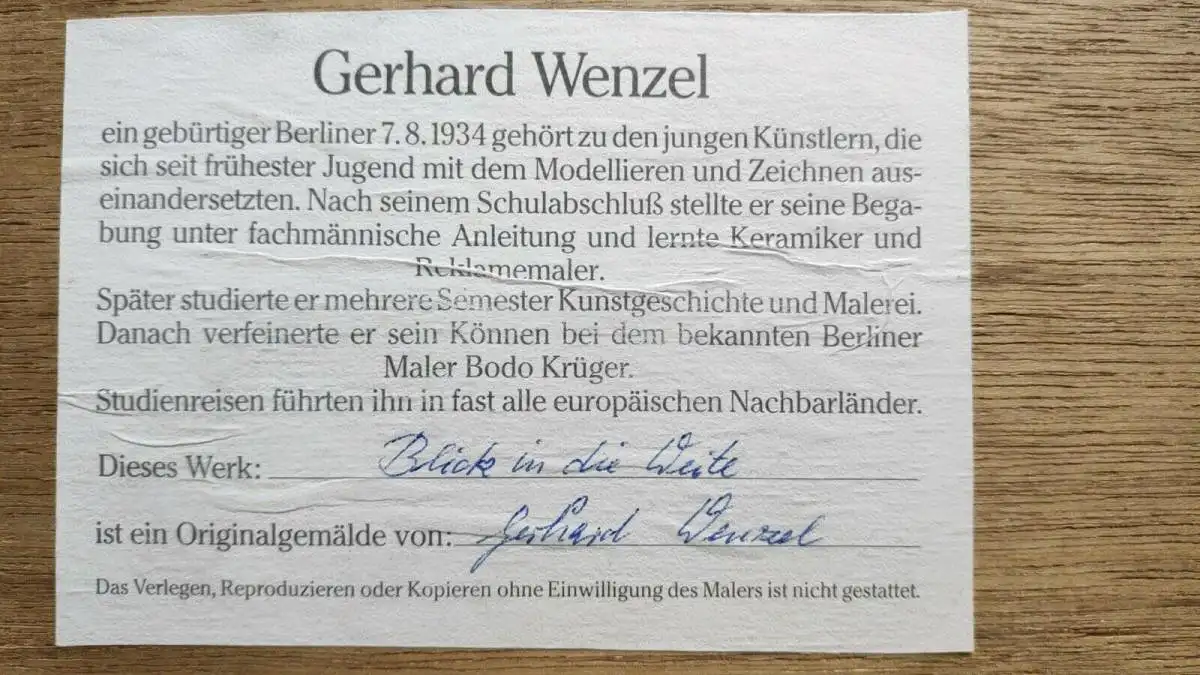 Gerhard Wenzel
ein gebürtiger Berliner 7.8.1934 gehört zu den jungen Künstlern, die
sich seit frühester Jugend mit dem Modellieren und Zeichnen aus-
einandersetzten. Nach seinem Schulabschluß stellte er seine Bega-
bung unter fachmännische Anleitung und lernte Keramiker und
Reklamemaler.
Später studierte er mehrere Semester Kunstgeschichte und Malerei.
Danach verfeinerte er sein Können bei dem bekannten Berliner
Maler Bodo Krüger.
Studienreisen führten ihn in fast alle europäischen Nachbarländer.
Dieses Werk: Blick in die Weite
ist ein Originalgemälde von: Gerhard Wenzel
Das Verlegen, Reproduzieren oder Kopieren ohne Einwilligung des Malers ist nicht gestattet.